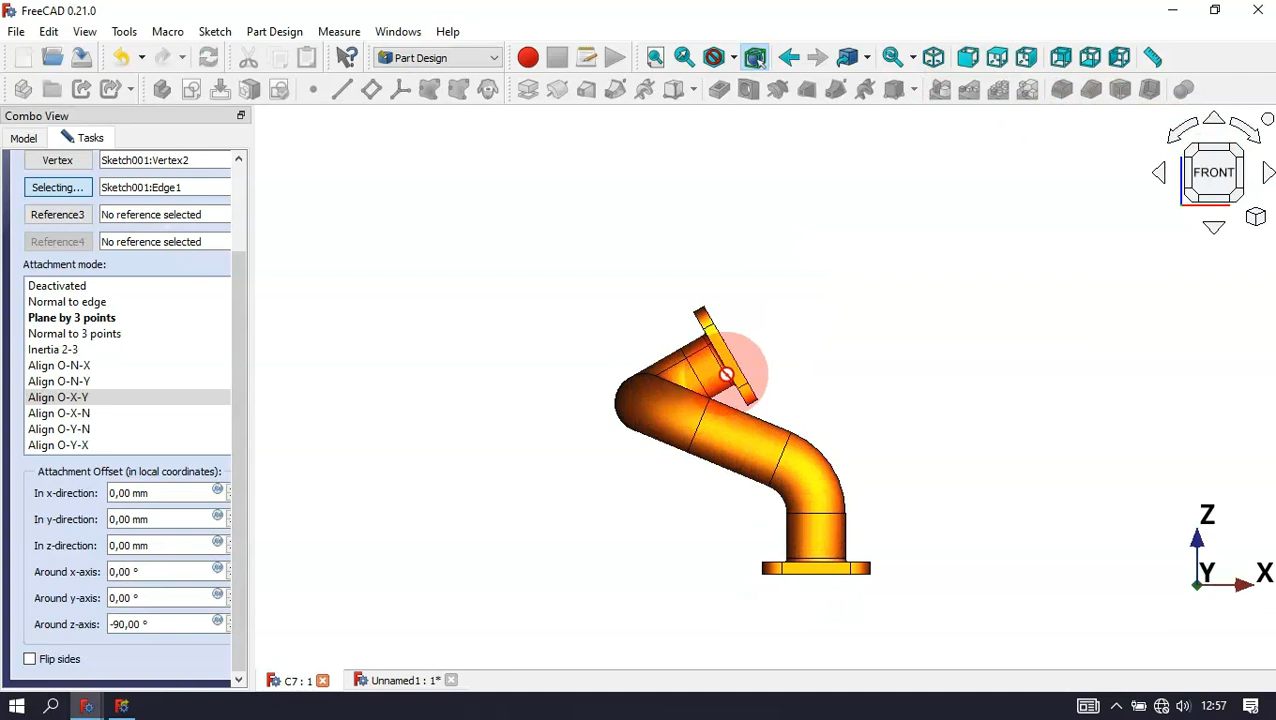 FreeCAD 0.21.0
File Edit View Tools Macro Sketch Part Design Measure Windows Help
Part Design
Combo View
Model Tasks
Vertex Sketch001:Vertex2
Selecting... Sketch001:Edge1
Reference3 No reference selected
Reference4 No reference selected
Attachment mode:
Deactivated
Normal to edge
Plane by 3 points
Normal to 3 points
Inertia 2-3
Align O-N-X
Align O-N-Y
Align O-X-Y
Align O-X-N
Align O-Y-N
Align O-Y-X
Attachment Offset (in local coordinates):
In x-direction: 0,00 mm
In y-direction: 0,00 mm
In z-direction: 0,00 mm
Around x-axis: 0,00 °
Around y-axis: 0,00 °
Around z-axis: -90,00 °
Flip sides
FRONT
Z
Y X
C7 : 1 Unnamed1 : 1*
12:57